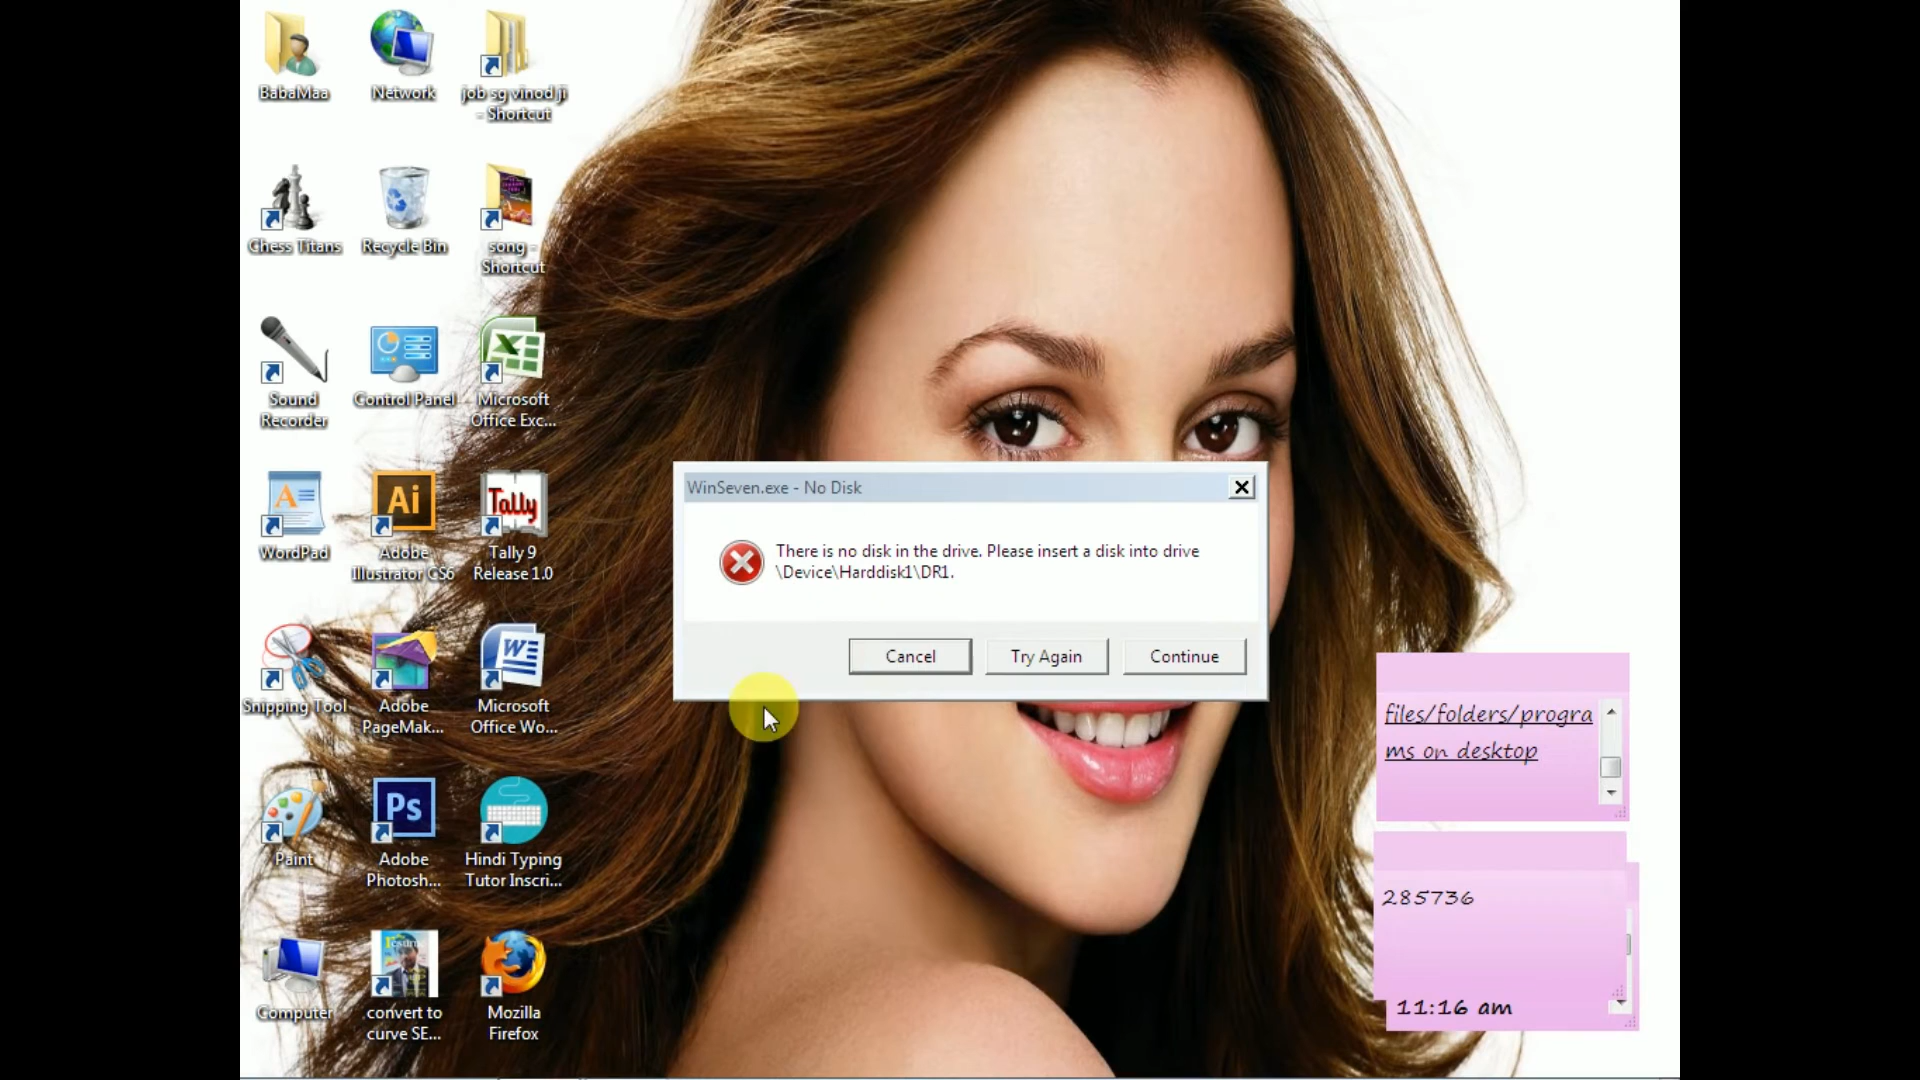 BabaMaa
Network
job sg vinod ji
- Shortcut
Chess Titans
Recycle Bin
song -
Shortcut
Sound
Recorder
Control Panel
Microsoft
Office Exc...
WordPad
Ai
Adobe
Illustrator CS6
Tally
Tally 9
Release 1.0
Snipping Tool
Adobe
PageMak...
W
Microsoft
Office Wo...
Paint
Ps
Adobe
Photosh...
Hindi Typing
Tutor Inscri...
Computer
convert to
curve SE...
Mozilla
Firefox
WinSeven.exe - No Disk
There is no disk in the drive. Please insert a disk into drive
\Device\Harddisk1\DR1.
Cancel
Try Again
Continue
files/folders/progra
ms on desktop
285736
11:16 am